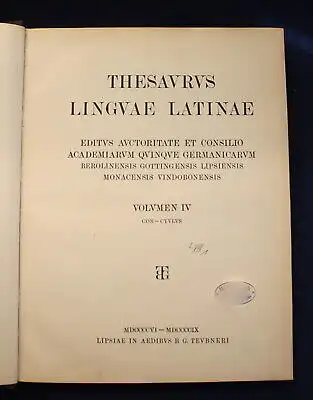 THESAVRVS
LINGVAE LATINAE
EDITVS AVCTORITATE ET CONSILIO
ACADEMIARVM QVINQVE GERMANICARVM
BEROLINENSIS GOTTINGENSIS LIPSIENSIS
MONACENSIS VINDOBONENSIS
VOLVMEN IV
CON—CYVLVS
MDCCCCVI—MDCCCCIX
LIPSIAE IN AEDIBVS B. G. TEVBNERI